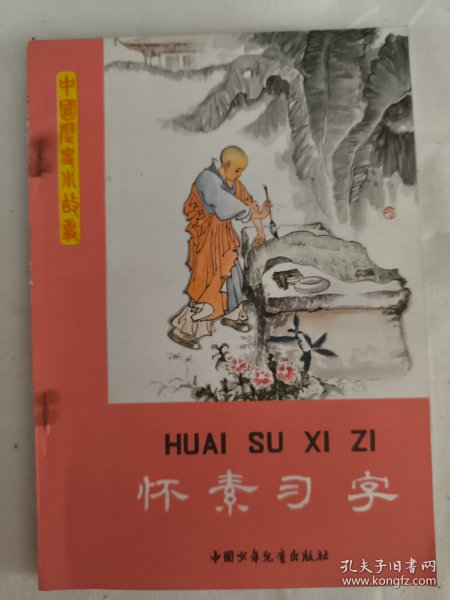 中國歷史小故事
HUAI SU XI ZI
怀素习字
中国少年儿童出版社
孔夫子旧书网
www.kongfz.com